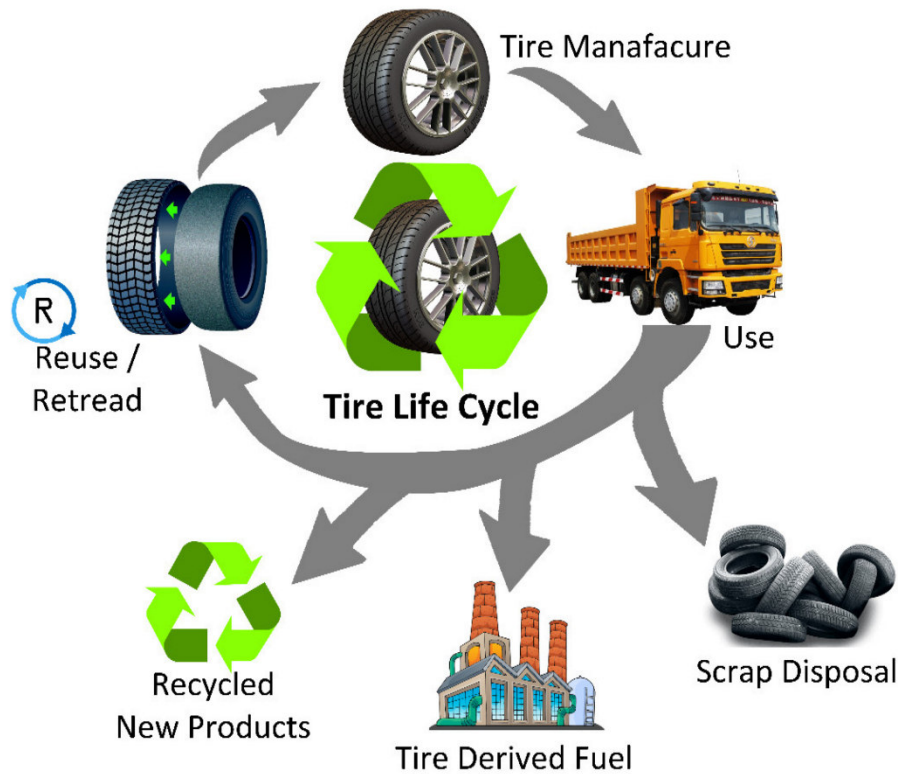 Tire Manafacure
Use
R
Reuse /
Retread
Tire Life Cycle
Recycled
New Products
Tire Derived Fuel
Scrap Disposal